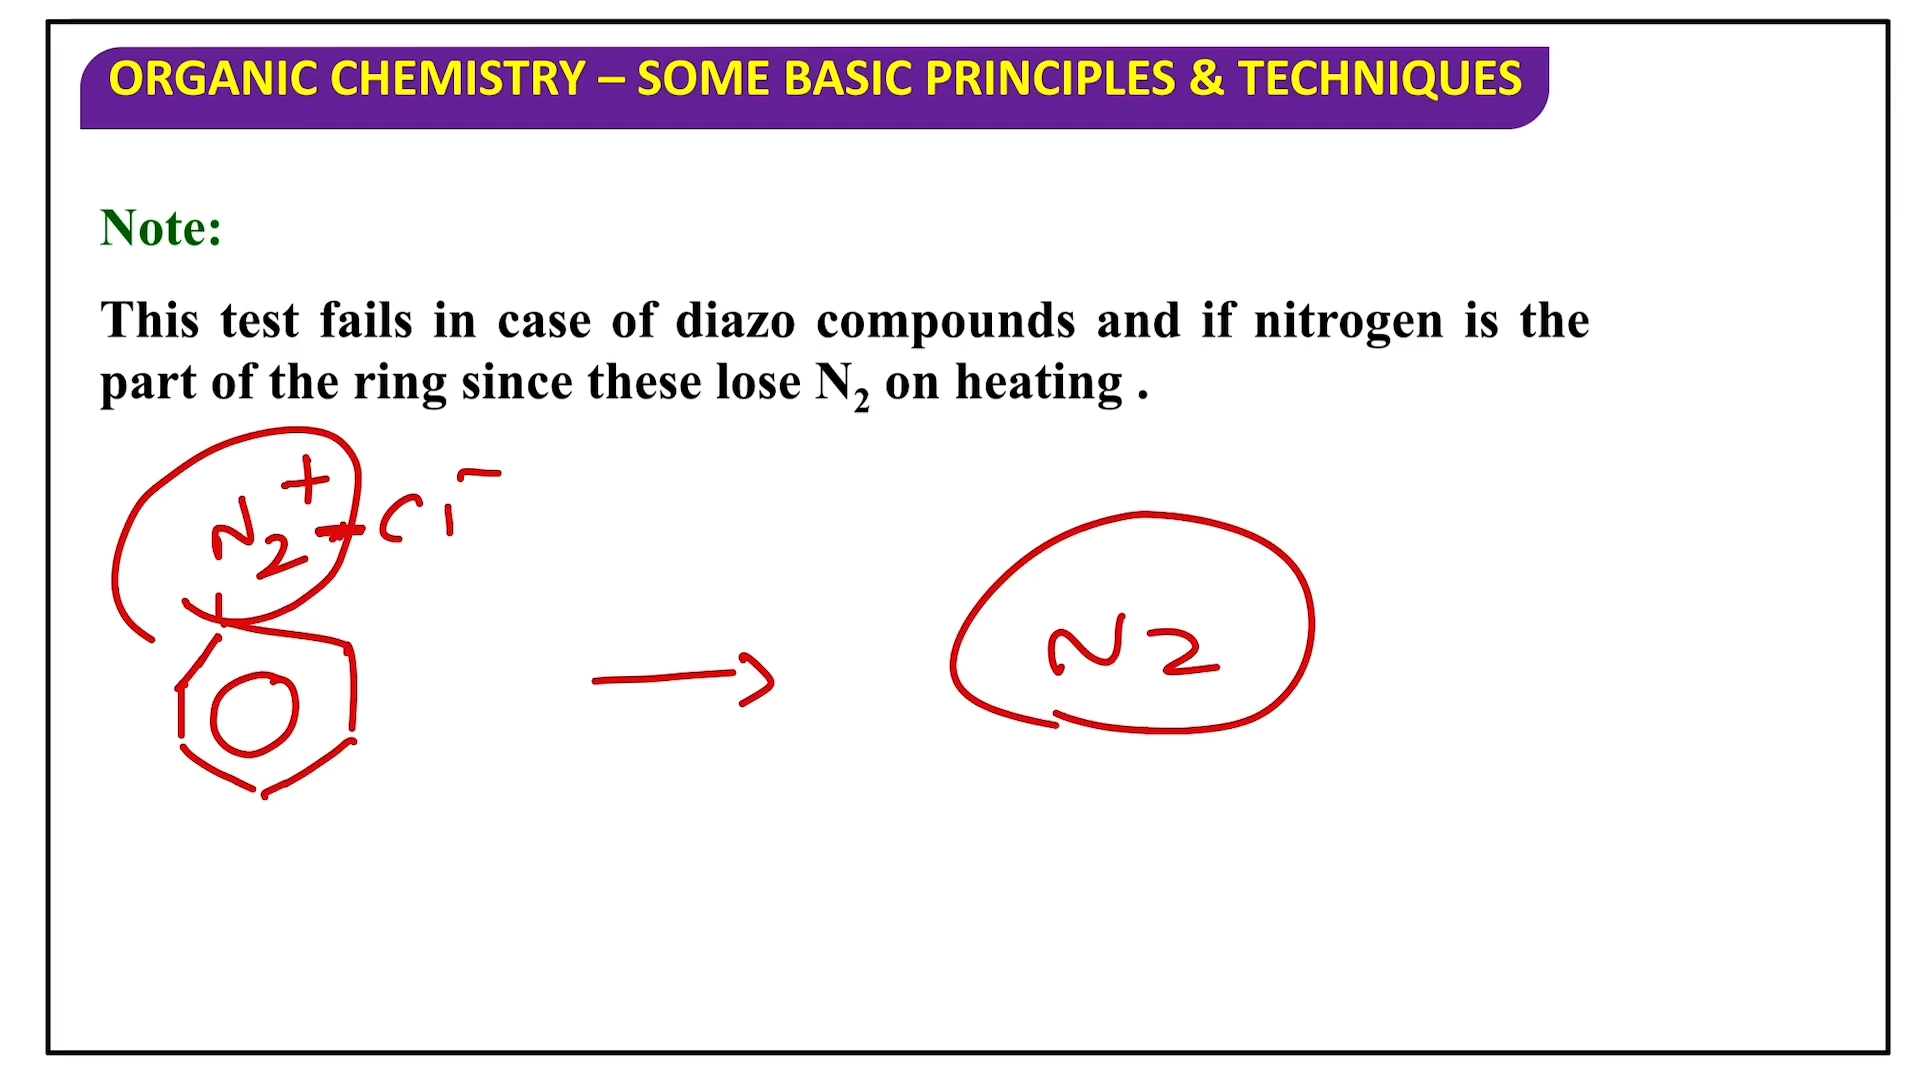 ORGANIC CHEMISTRY – SOME BASIC PRINCIPLES & TECHNIQUES
Note:
This test fails in case of diazo compounds and if nitrogen is the
part of the ring since these lose N₂ on heating .
N₂⁺ Cl⁻
N2